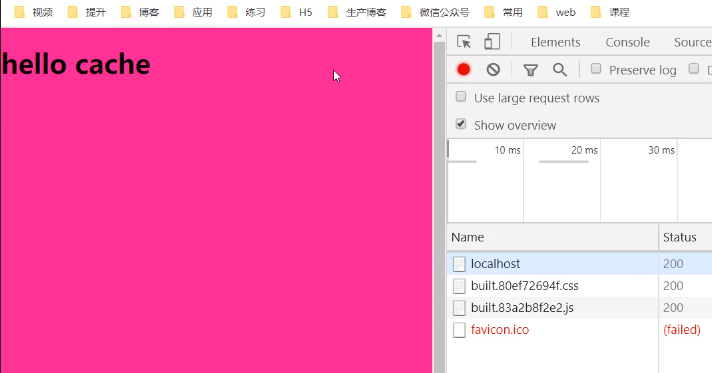 视频 提升 博客 应用 练习 H5 生产博客 微信公众号 常用 web 课程
hello cache
Elements Console Source
Preserve log
Use large request rows
Show overview
10 ms 20 ms 30 ms
Name Status
localhost 200
built.80ef72694f.css 200
built.83a2b8f2e2.js 200
favicon.ico (failed)